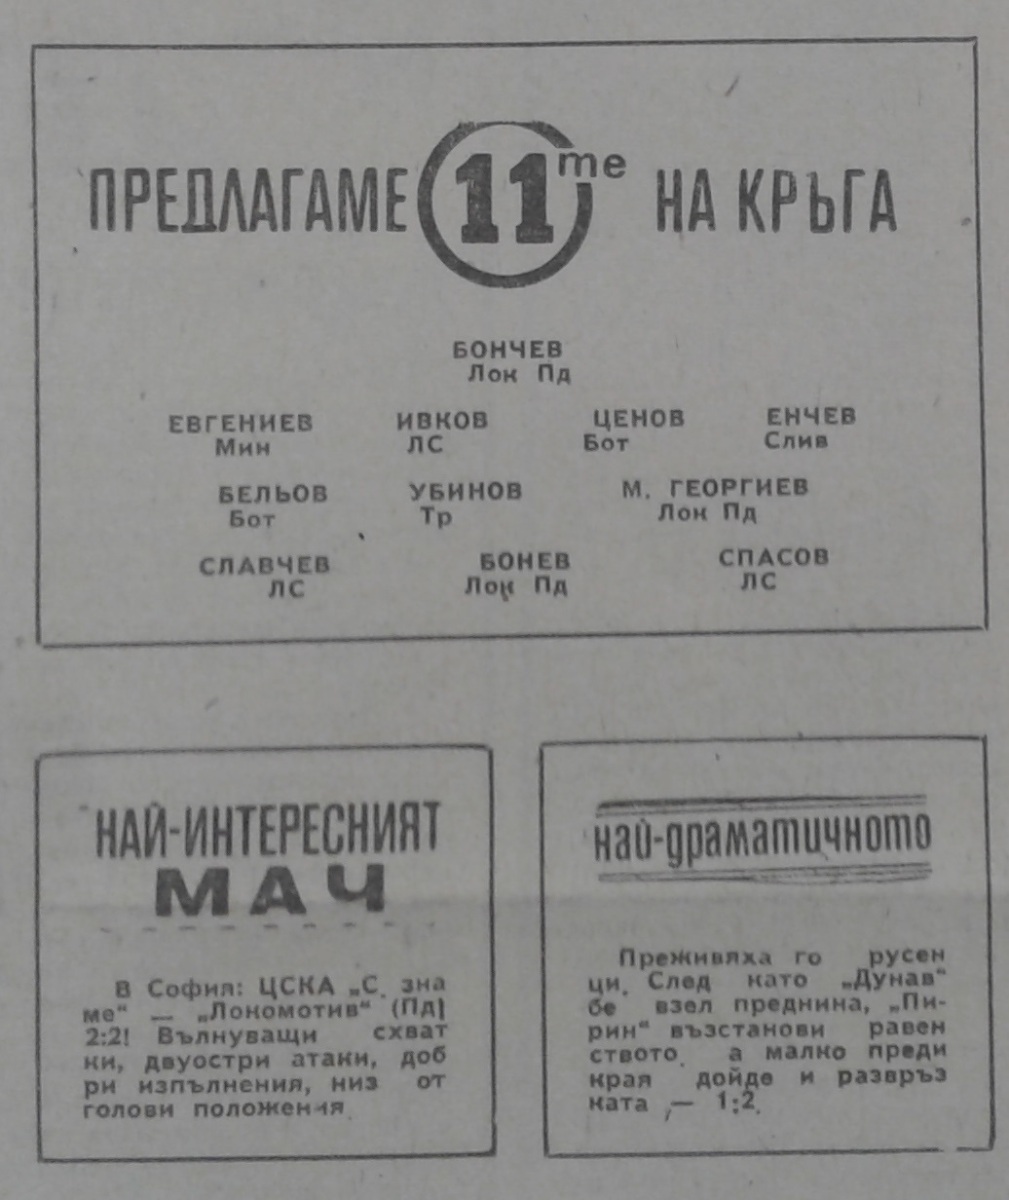 ПРЕДЛАГАМЕ 11те НА КРЪГА
БОНЧЕВ
Лок Пд
ЕВГЕНИЕВ ИВКОВ ЦЕНОВ ЕНЧЕВ
Мин ЛС Бот Слив
БЕЛЬОВ УБИНОВ М. ГЕОРГИЕВ
Бот Тр Лок Пд
СЛАВЧЕВ БОНЕВ СПАСОВ
ЛС Лок Пд ЛС
НАЙ-ИНТЕРЕСНИЯТ
МАЧ
В София: ЦСКА „С. зна
ме" — „Локомотив" (Пд)
2:2! Вълнуващи схват
ки, двуостри атаки, доб
ри изпълнения, низ от
голови положения.
най-драматичното
Преживяха го русен
ци. След като „Дунав"
бе взел преднина, „Пи-
рин" възстанови равен
ството. а малко преди
края дойде и развръз
ката — 1:2.